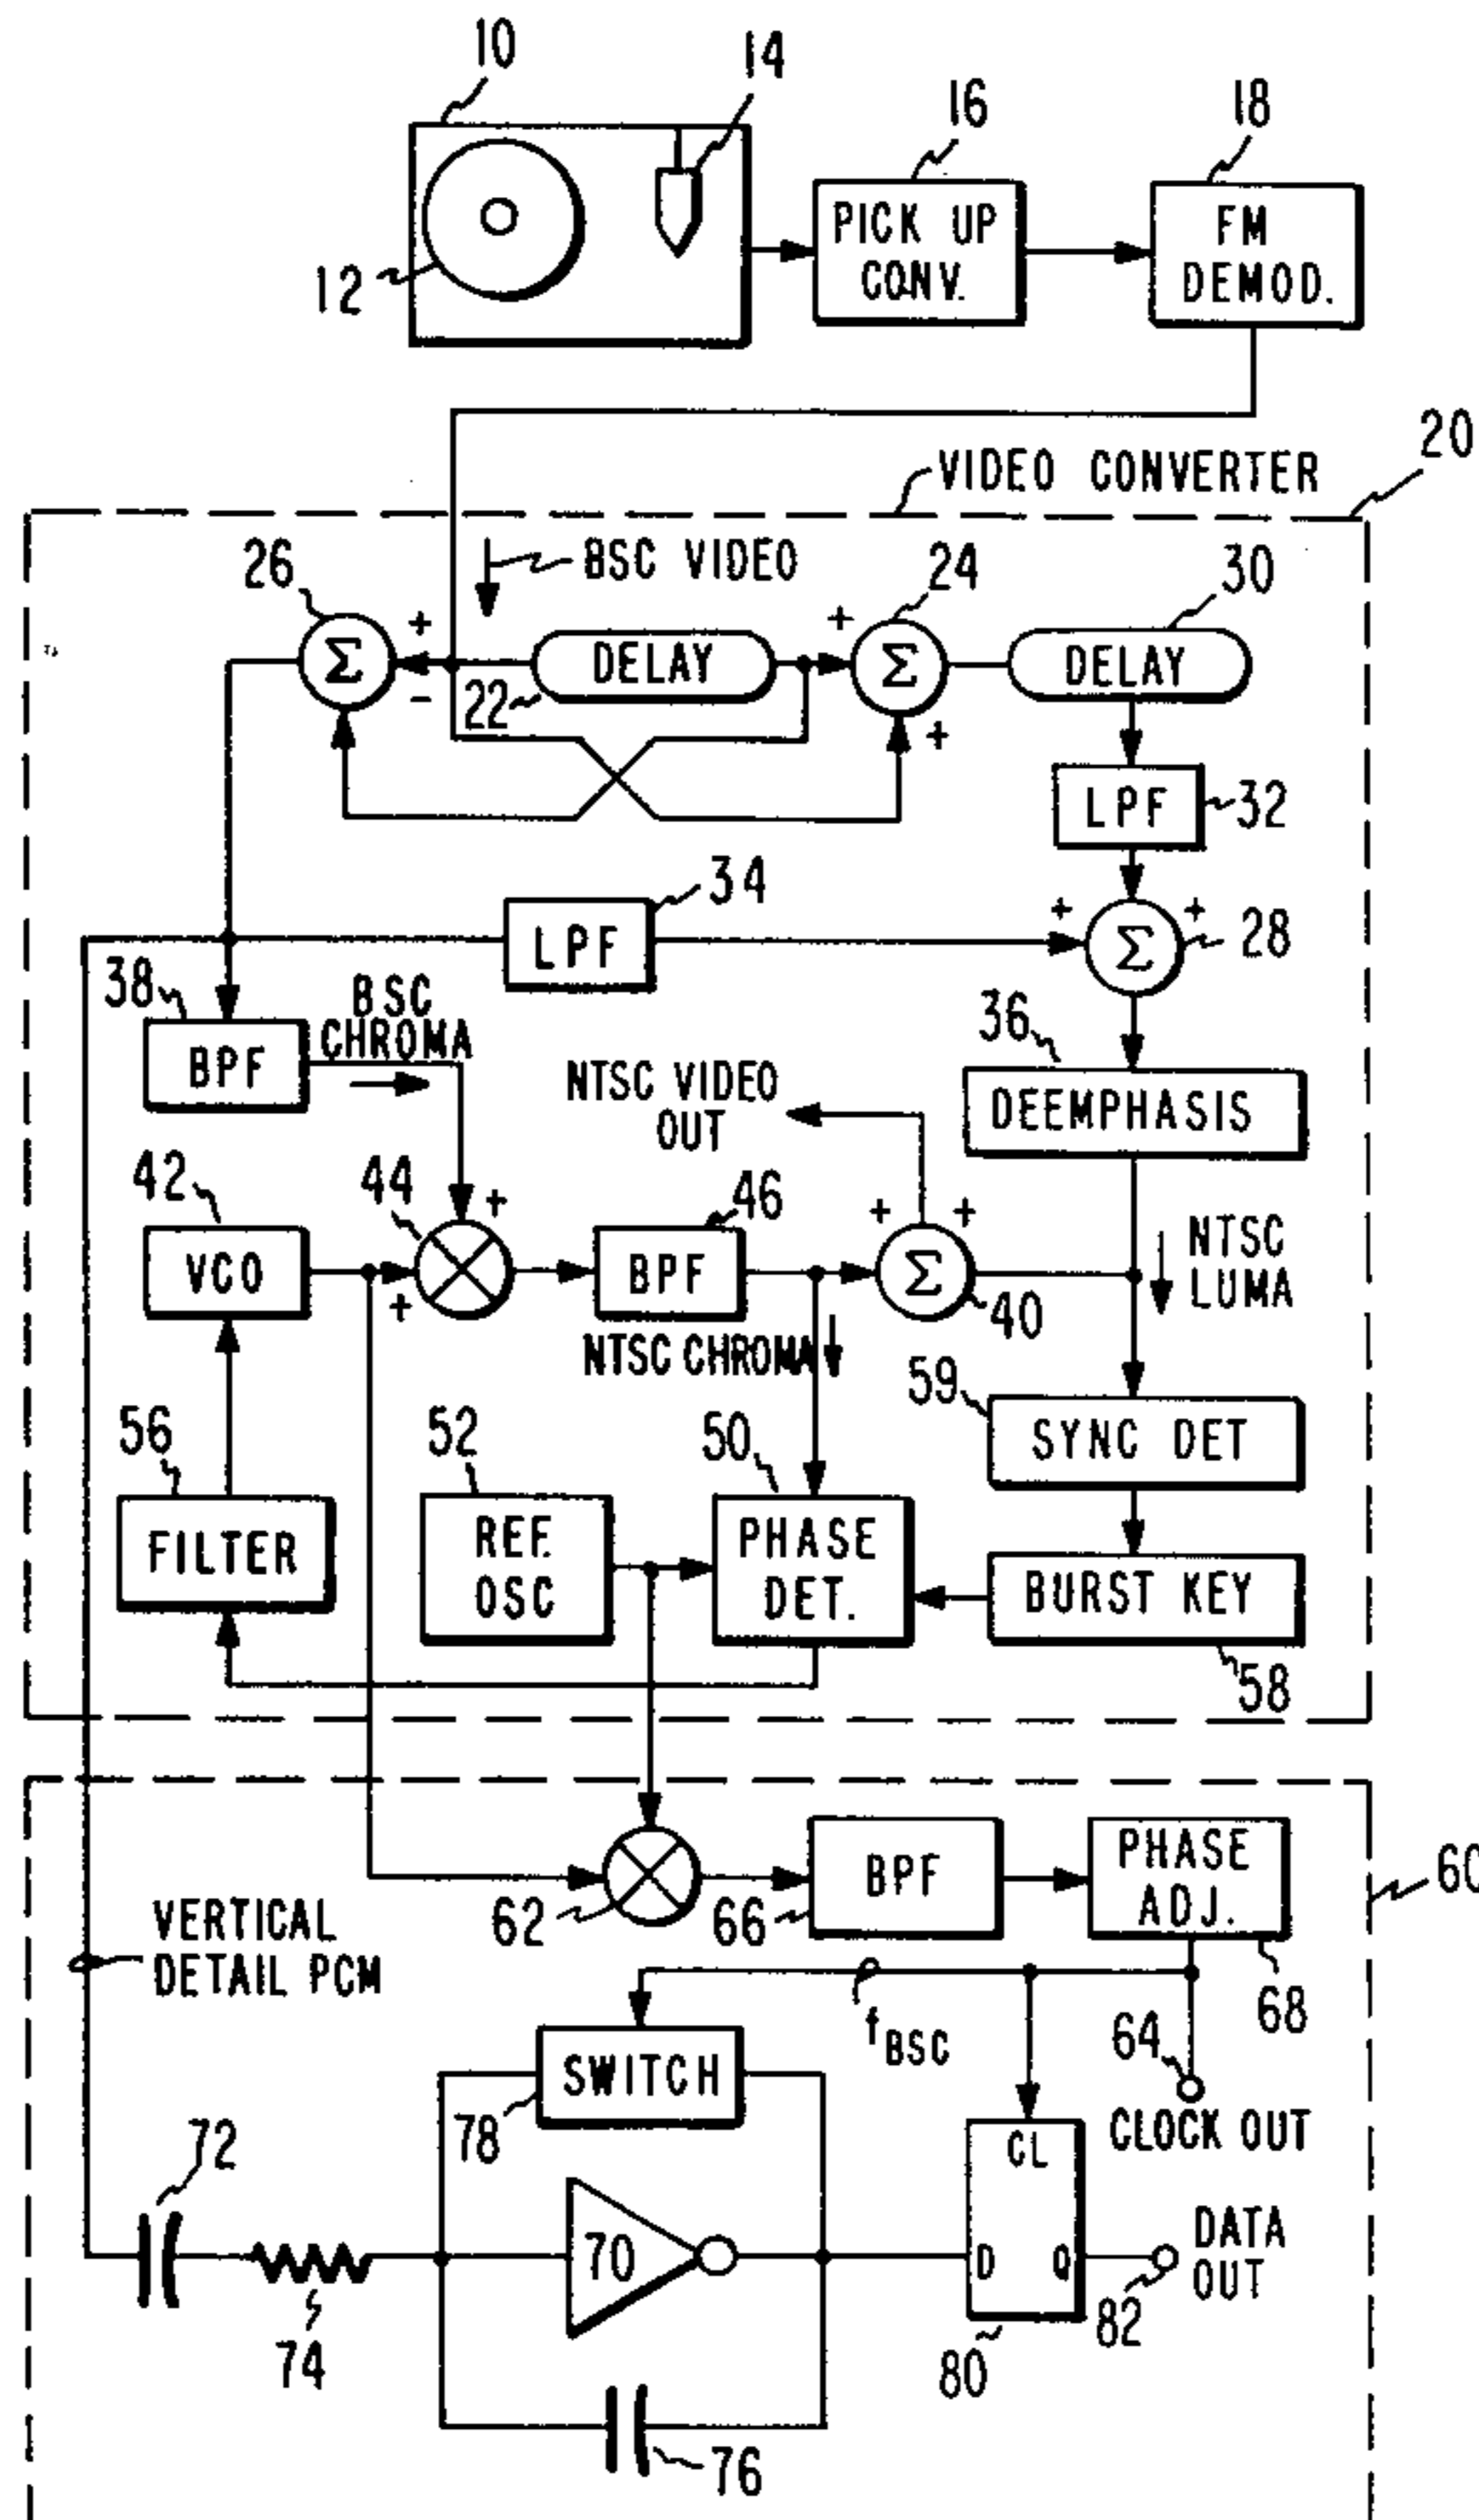 10
14
16
18
PICK UP
CONV.
FM
DEMOD.
12
20
VIDEO CONVERTER
26
BSC VIDEO
24
30
+
+
Σ
DELAY
Σ
DELAY
-
22
+
LPF
32
34
+
+
LPF
Σ
28
38
BSC
CHROMA
36
BPF
NTSC VIDEO
OUT
DEEMPHASIS
42
44
+
46
+
+
NTSC
LUMA
VCO
BPF
Σ
+
40
NTSC CHROMA
59
56
52
50
SYNC DET
FILTER
REF.
OSC
PHASE
DET.
BURST KEY
58
VERTICAL
DETAIL PCM
62
66
BPF
PHASE
ADJ.
60
68
fBSC
64
SWITCH
78
CL
CLOCK OUT
72
70
D
Q
DATA
OUT
74
82
80
76